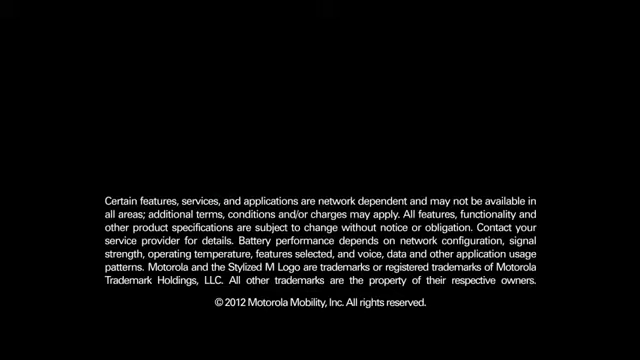 Certain features, services, and applications are network dependent and may not be available in
all areas; additional terms, conditions and/or charges may apply. All features, functionality and
other product specifications are subject to change without notice or obligation. Contact your
service provider for details. Battery performance depends on network configuration, signal
strength, operating temperature, features selected, and voice, data and other application usage
patterns. Motorola and the Stylized M Logo are trademarks or registered trademarks of Motorola
Trademark Holdings, LLC. All other trademarks are the property of their respective owners.
© 2012 Motorola Mobility, Inc. All rights reserved.